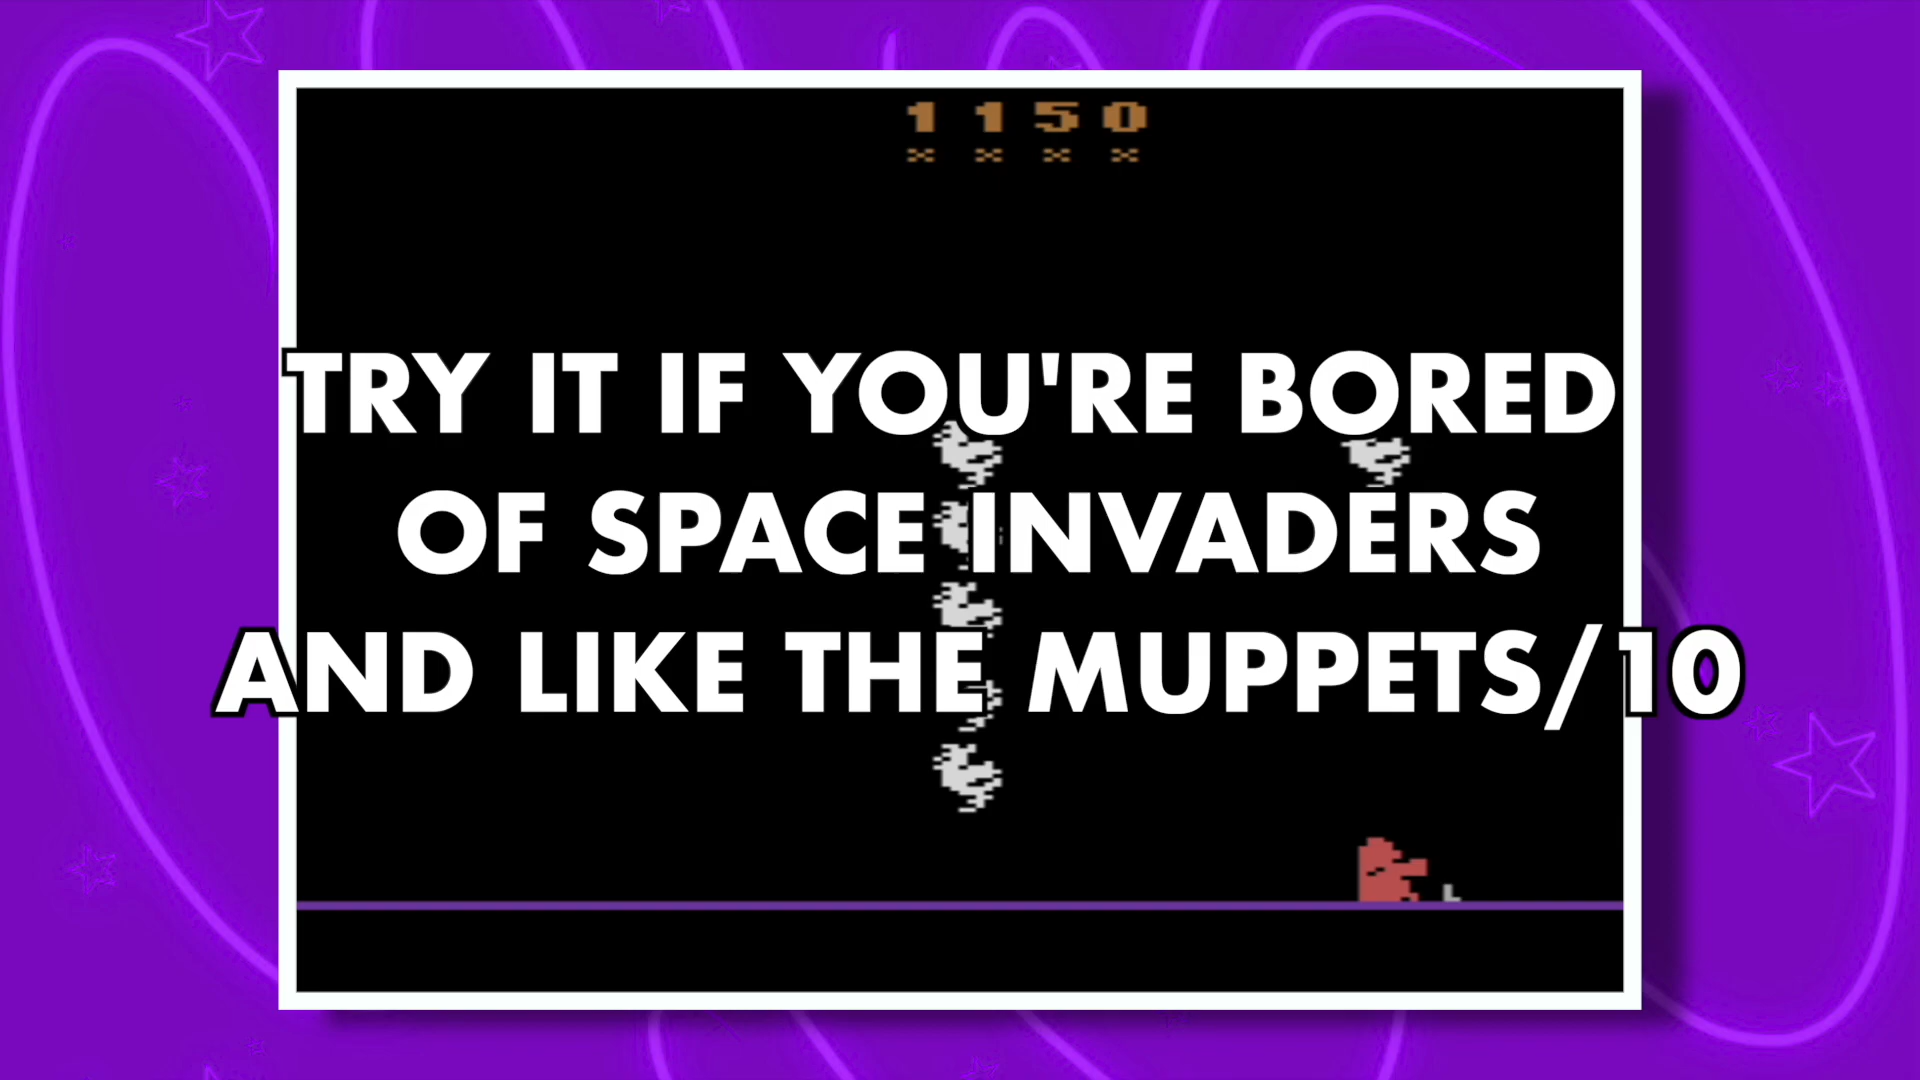 1150
TRY IT IF YOU'RE BORED
OF SPACE INVADERS
AND LIKE THE MUPPETS/10